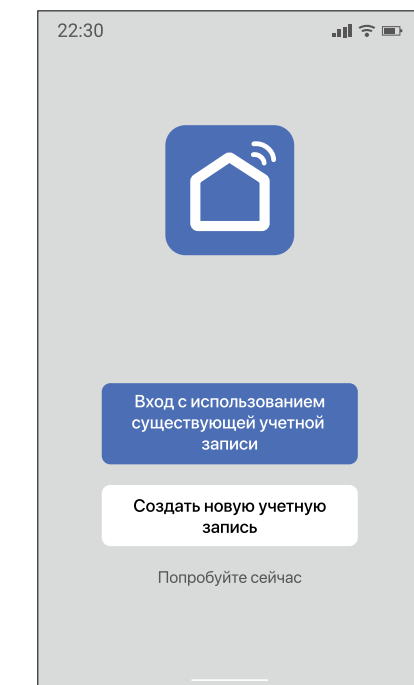 22:30
Вход с использованием
существующей учетной
записи
Создать новую учетную
запись
Попробуйте сейчас